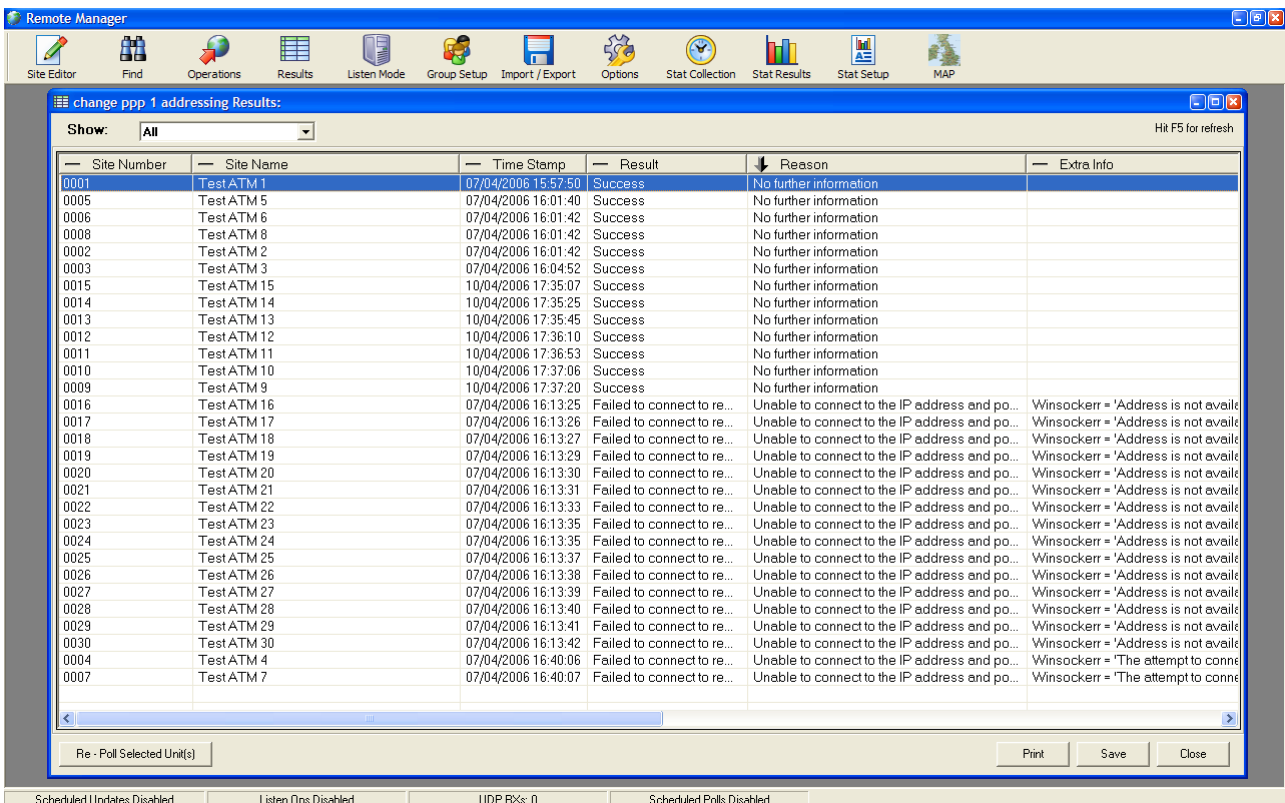 Remote Manager
Site Editor Find Operations Results Listen Mode Group Setup Import / Export Options Stat Collection Stat Results Stat Setup MAP
change ppp 1 addressing Results:
Show: All Hit F5 for refresh
Site Number Site Name Time Stamp Result Reason Extra Info
0001 Test ATM 1 07/04/2006 15:57:50 Success No further information
0005 Test ATM 5 07/04/2006 16:01:40 Success No further information
0006 Test ATM 6 07/04/2006 16:01:42 Success No further information
0008 Test ATM 8 07/04/2006 16:01:42 Success No further information
0002 Test ATM 2 07/04/2006 16:01:42 Success No further information
0003 Test ATM 3 07/04/2006 16:04:52 Success No further information
0015 Test ATM 15 10/04/2006 17:35:07 Success No further information
0014 Test ATM 14 10/04/2006 17:35:25 Success No further information
0013 Test ATM 13 10/04/2006 17:35:45 Success No further information
0012 Test ATM 12 10/04/2006 17:36:10 Success No further information
0011 Test ATM 11 10/04/2006 17:36:53 Success No further information
0010 Test ATM 10 10/04/2006 17:37:06 Success No further information
0009 Test ATM 9 10/04/2006 17:37:20 Success No further information
0016 Test ATM 16 07/04/2006 16:13:25 Failed to connect to re... Unable to connect to the IP address and po... Winsockerr = 'Address is not availa
0017 Test ATM 17 07/04/2006 16:13:26 Failed to connect to re... Unable to connect to the IP address and po... Winsockerr = 'Address is not availa
0018 Test ATM 18 07/04/2006 16:13:27 Failed to connect to re... Unable to connect to the IP address and po... Winsockerr = 'Address is not availa
0019 Test ATM 19 07/04/2006 16:13:29 Failed to connect to re... Unable to connect to the IP address and po... Winsockerr = 'Address is not availa
0020 Test ATM 20 07/04/2006 16:13:30 Failed to connect to re... Unable to connect to the IP address and po... Winsockerr = 'Address is not availa
0021 Test ATM 21 07/04/2006 16:13:31 Failed to connect to re... Unable to connect to the IP address and po... Winsockerr = 'Address is not availa
0022 Test ATM 22 07/04/2006 16:13:33 Failed to connect to re... Unable to connect to the IP address and po... Winsockerr = 'Address is not availa
0023 Test ATM 23 07/04/2006 16:13:35 Failed to connect to re... Unable to connect to the IP address and po... Winsockerr = 'Address is not availa
0024 Test ATM 24 07/04/2006 16:13:35 Failed to connect to re... Unable to connect to the IP address and po... Winsockerr = 'Address is not availa
0025 Test ATM 25 07/04/2006 16:13:37 Failed to connect to re... Unable to connect to the IP address and po... Winsockerr = 'Address is not availa
0026 Test ATM 26 07/04/2006 16:13:38 Failed to connect to re... Unable to connect to the IP address and po... Winsockerr = 'Address is not availa
0027 Test ATM 27 07/04/2006 16:13:39 Failed to connect to re... Unable to connect to the IP address and po... Winsockerr = 'Address is not availa
0028 Test ATM 28 07/04/2006 16:13:40 Failed to connect to re... Unable to connect to the IP address and po... Winsockerr = 'Address is not availa
0029 Test ATM 29 07/04/2006 16:13:41 Failed to connect to re... Unable to connect to the IP address and po... Winsockerr = 'Address is not availa
0030 Test ATM 30 07/04/2006 16:13:42 Failed to connect to re... Unable to connect to the IP address and po... Winsockerr = 'Address is not availa
0004 Test ATM 4 07/04/2006 16:40:06 Failed to connect to re... Unable to connect to the IP address and po... Winsockerr = 'The attempt to conne
0007 Test ATM 7 07/04/2006 16:40:07 Failed to connect to re... Unable to connect to the IP address and po... Winsockerr = 'The attempt to conne
Re - Poll Selected Unit(s) Print Save Close
Scheduled Updates Disabled Listen Ops Disabled UDP RXs: 0 Scheduled Polls Disabled